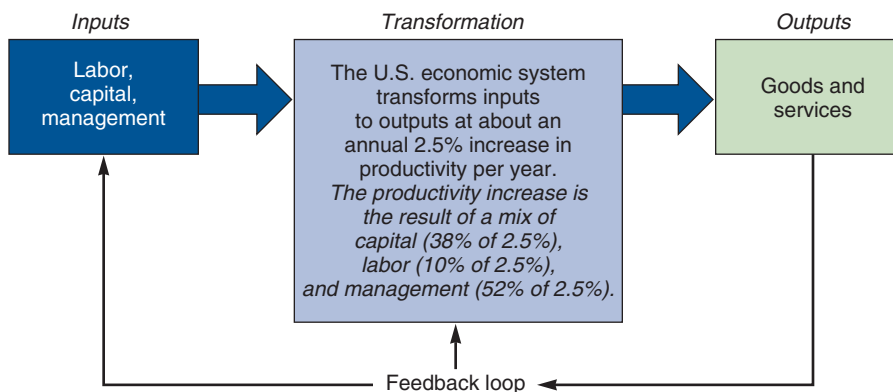 Inputs
Transformation
Outputs
Labor,
capital,
management
The U.S. economic system
transforms inputs
to outputs at about an
annual 2.5% increase in
productivity per year.
The productivity increase is
the result of a mix of
capital (38% of 2.5%),
labor (10% of 2.5%),
and management (52% of 2.5%).
Goods and
services
Feedback loop